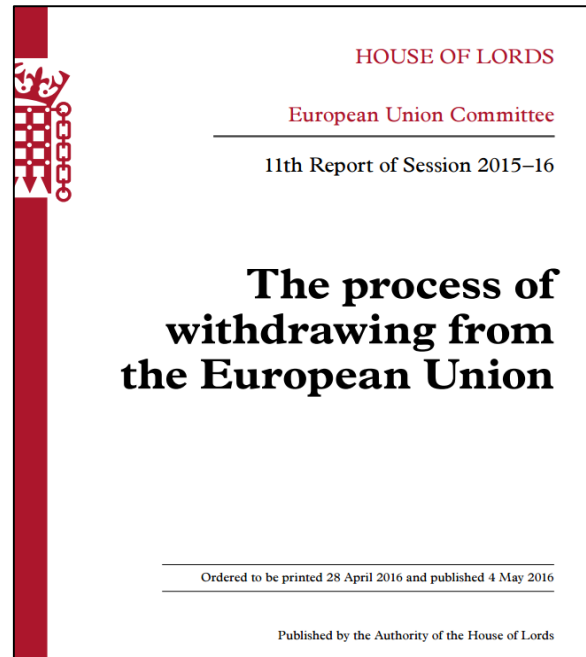 HOUSE OF LORDS
European Union Committee
11th Report of Session 2015–16
The process of
withdrawing from
the European Union
Ordered to be printed 28 April 2016 and published 4 May 2016
Published by the Authority of the House of Lords